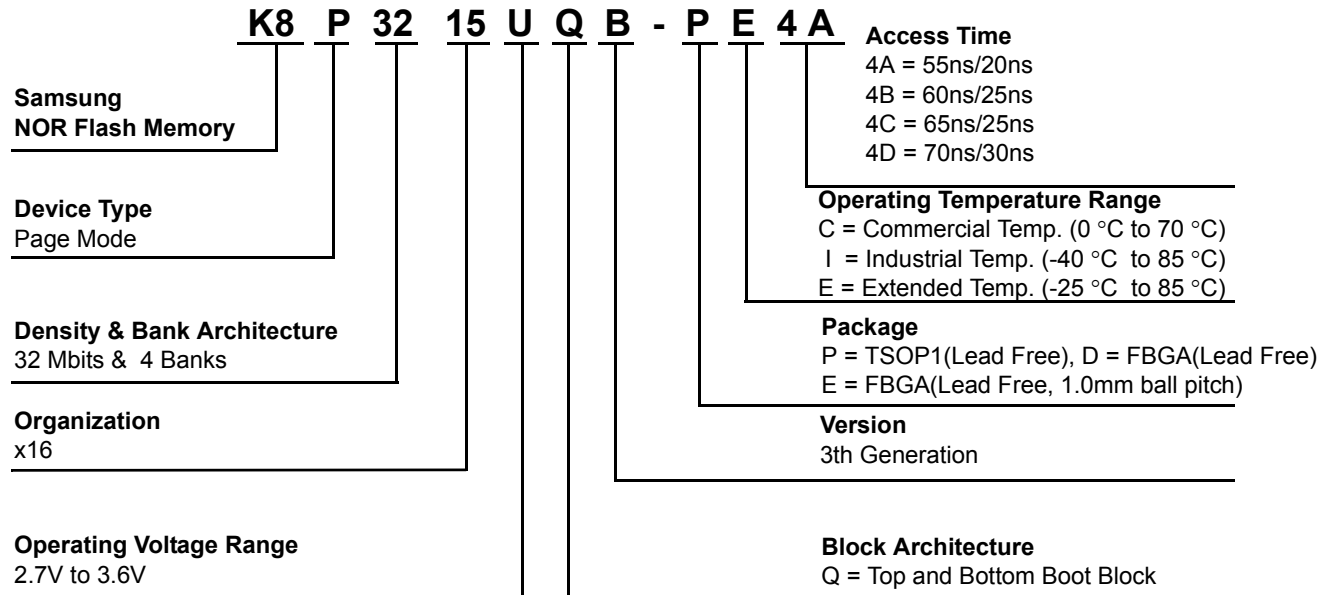 K8 P 32 15 U Q B - P E 4 A
Samsung
NOR Flash Memory
Device Type
Page Mode
Density & Bank Architecture
32 Mbits & 4 Banks
Organization
x16
Operating Voltage Range
2.7V to 3.6V
Access Time
4A = 55ns/20ns
4B = 60ns/25ns
4C = 65ns/25ns
4D = 70ns/30ns
Operating Temperature Range
C = Commercial Temp. (0 °C to 70 °C)
I = Industrial Temp. (-40 °C to 85 °C)
E = Extended Temp. (-25 °C to 85 °C)
Package
P = TSOP1(Lead Free), D = FBGA(Lead Free)
E = FBGA(Lead Free, 1.0mm ball pitch)
Version
3th Generation
Block Architecture
Q = Top and Bottom Boot Block